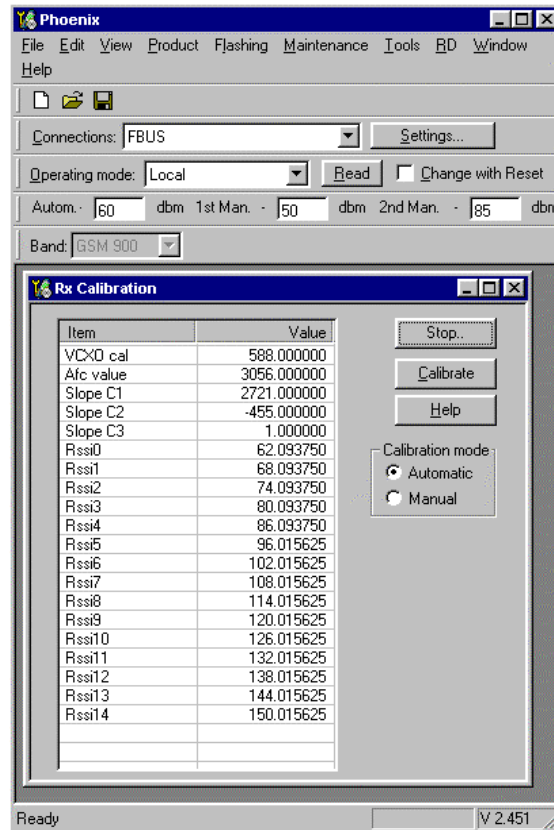 Phoenix
File Edit View Product Flashing Maintenance Tools RD Window
Help
Connections: FBUS Settings...
Operating mode: Local Read Change with Reset
Autom.- 60 dbm 1st Man. - 50 dbm 2nd Man. - 85 dbm
Band: GSM 900
Rx Calibration
Item Value
VCXO cal 588.000000
Afc value 3056.000000
Slope C1 2721.000000
Slope C2 -455.000000
Slope C3 1.000000
Rssi0 62.093750
Rssi1 68.093750
Rssi2 74.093750
Rssi3 80.093750
Rssi4 86.093750
Rssi5 96.015625
Rssi6 102.015625
Rssi7 108.015625
Rssi8 114.015625
Rssi9 120.015625
Rssi10 126.015625
Rssi11 132.015625
Rssi12 138.015625
Rssi13 144.015625
Rssi14 150.015625
Stop..
Calibrate
Help
Calibration mode
Automatic
Manual
Ready V 2.451